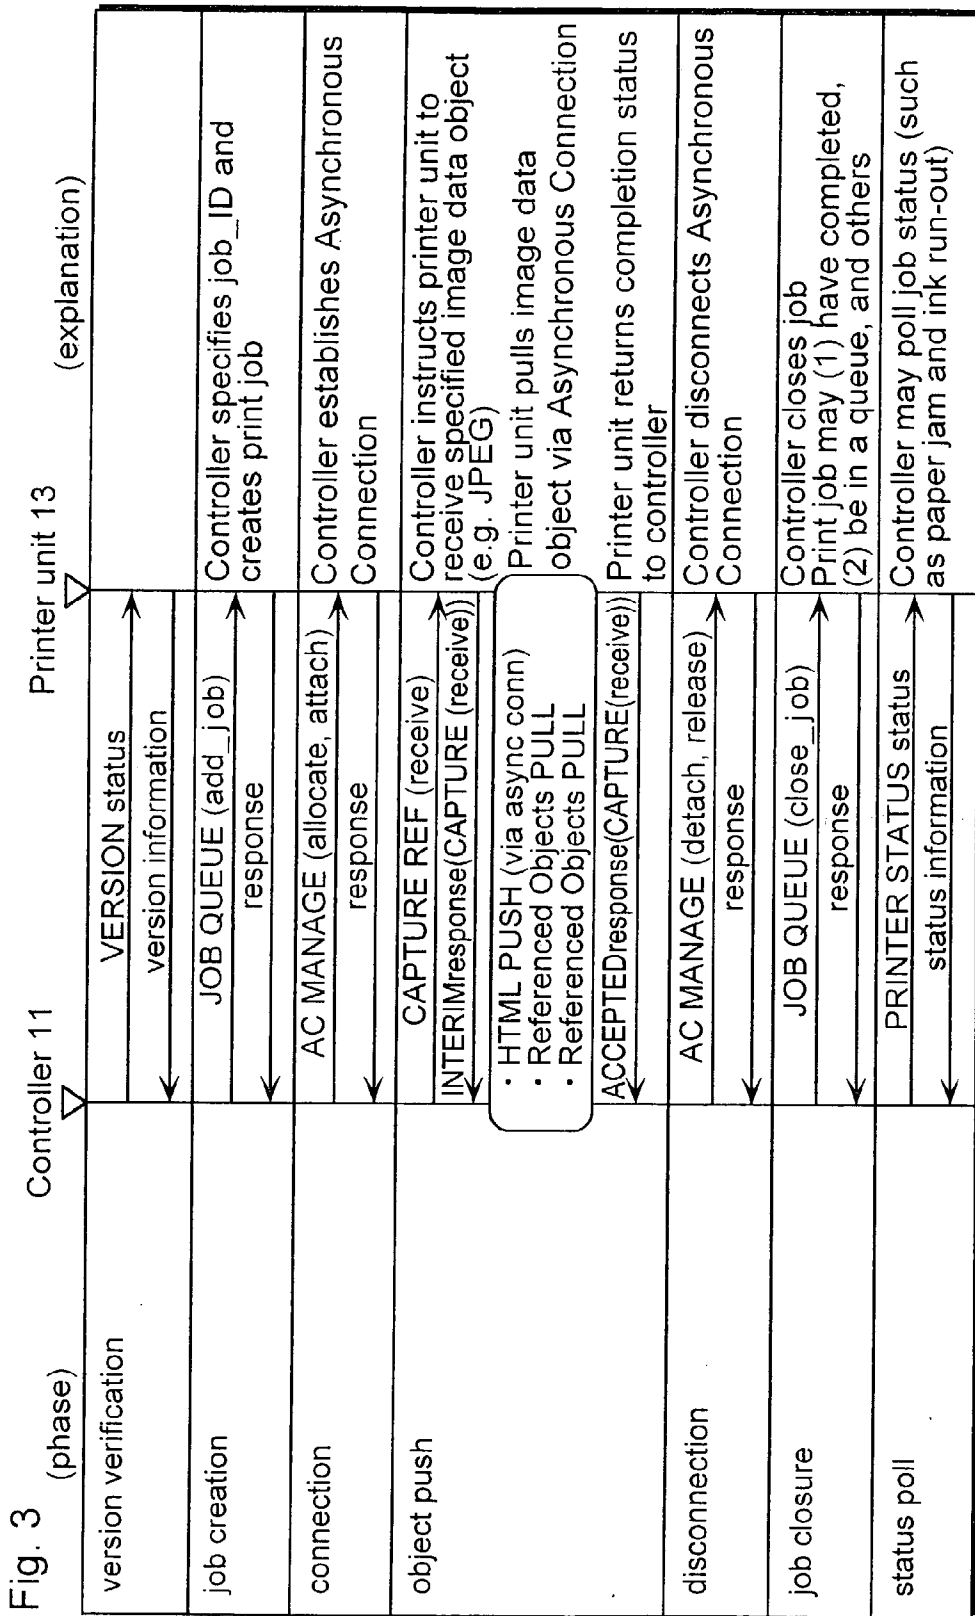 Fig. 3
(phase)
Controller 11
Printer unit 13
(explanation)
version verification
VERSION status
version information
job creation
JOB QUEUE (add_job)
response
Controller specifies job_ID and
creates print job
connection
AC MANAGE (allocate, attach)
response
Controller establishes Asynchronous
Connection
object push
CAPTURE REF (receive)
INTERIMresponse(CAPTURE (receive))
Controller instructs printer unit to
receive specified image data object
(e.g. JPEG)
· HTML PUSH (via async conn)
· Referenced Objects PULL
· Referenced Objects PULL
Printer unit pulls image data
object via Asynchronous Connection
ACCEPTEDresponse(CAPTURE(receive))
Printer unit returns completion status
to controller
disconnection
AC MANAGE (detach, release)
response
Controller disconnects Asynchronous
Connection
job closure
JOB QUEUE (close_job)
response
Controller closes job
Print job may (1) have completed,
(2) be in a queue, and others
status poll
PRINTER STATUS status
status information
Controller may poll job status (such
as paper jam and ink run-out)